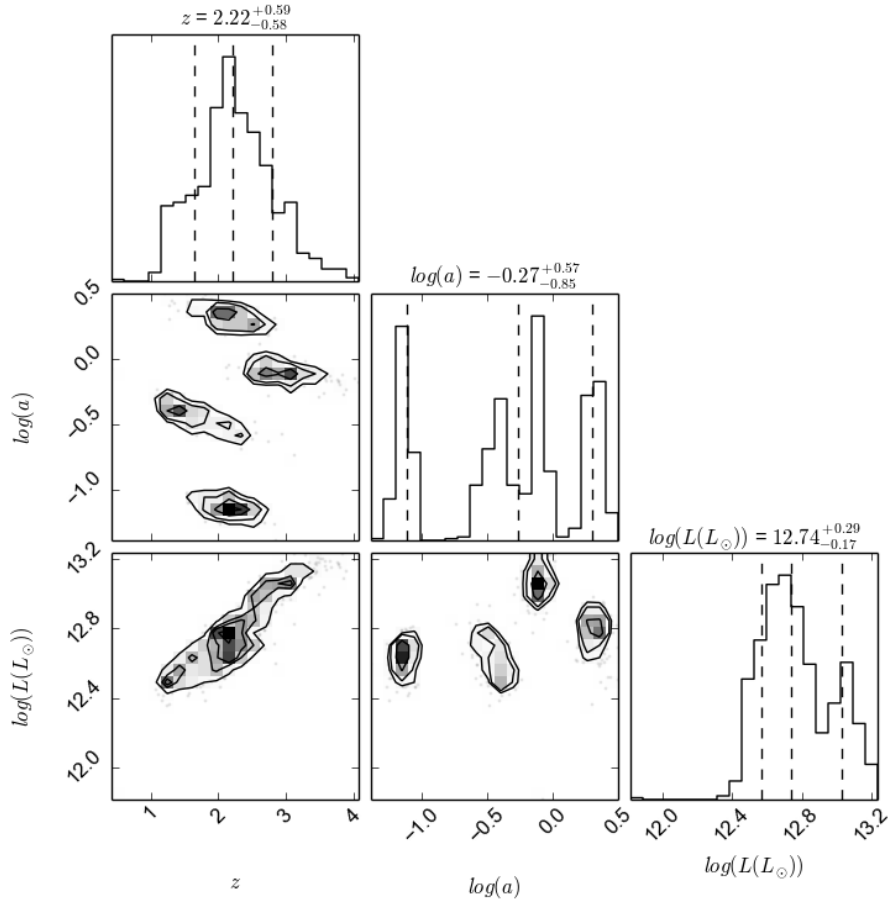 z = 2.22^{+0.59}_{-0.58}
log(a) = −0.27^{+0.57}_{-0.85}
0.5
0.0
−0.5
−1.0
log(a)
log(L(L_⊙)) = 12.74^{+0.29}_{-0.17}
13.2
12.8
12.4
12.0
log(L(L_⊙))
1 2 3 4
−1.0 −0.5 0.0 0.5
12.0 12.4 12.8 13.2
z
log(a)
log(L(L_⊙))